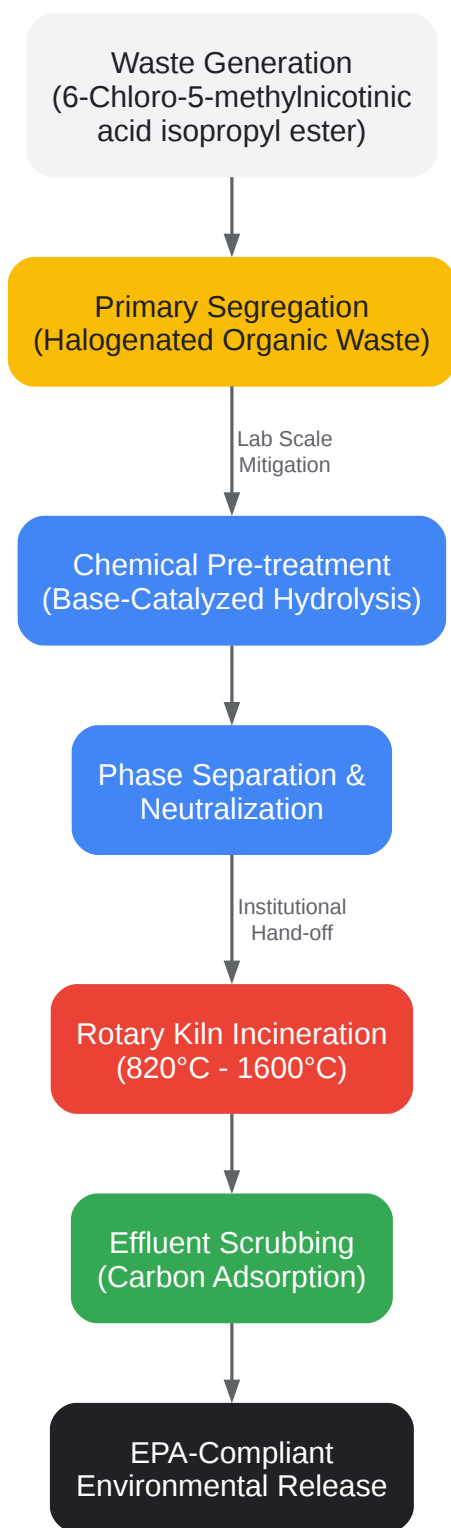 Waste Generation
(6-Chloro-5-methylnicotinic
acid isopropyl ester)
Primary Segregation
(Halogenated Organic Waste)
Lab Scale
Mitigation
Chemical Pre-treatment
(Base-Catalyzed Hydrolysis)
Phase Separation &
Neutralization
Institutional
Hand-off
Rotary Kiln Incineration
(820°C - 1600°C)
Effluent Scrubbing
(Carbon Adsorption)
EPA-Compliant
Environmental Release